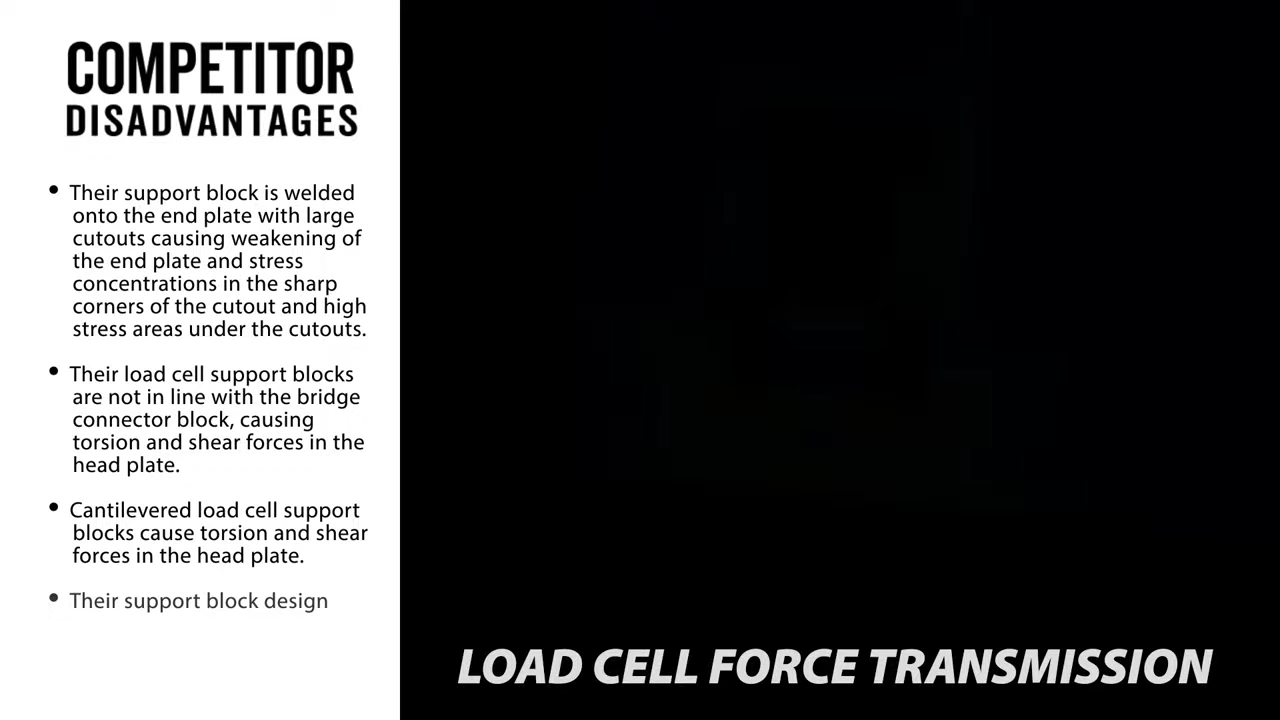 COMPETITOR
DISADVANTAGES
• Their support block is welded
onto the end plate with large
cutouts causing weakening of
the end plate and stress
concentrations in the sharp
corners of the cutout and high
stress areas under the cutouts.
• Their load cell support blocks
are not in line with the bridge
connector block, causing
torsion and shear forces in the
head plate.
• Cantilevered load cell support
blocks cause torsion and shear
forces in the head plate.
• Their support block design
LOAD CELL FORCE TRANSMISSION